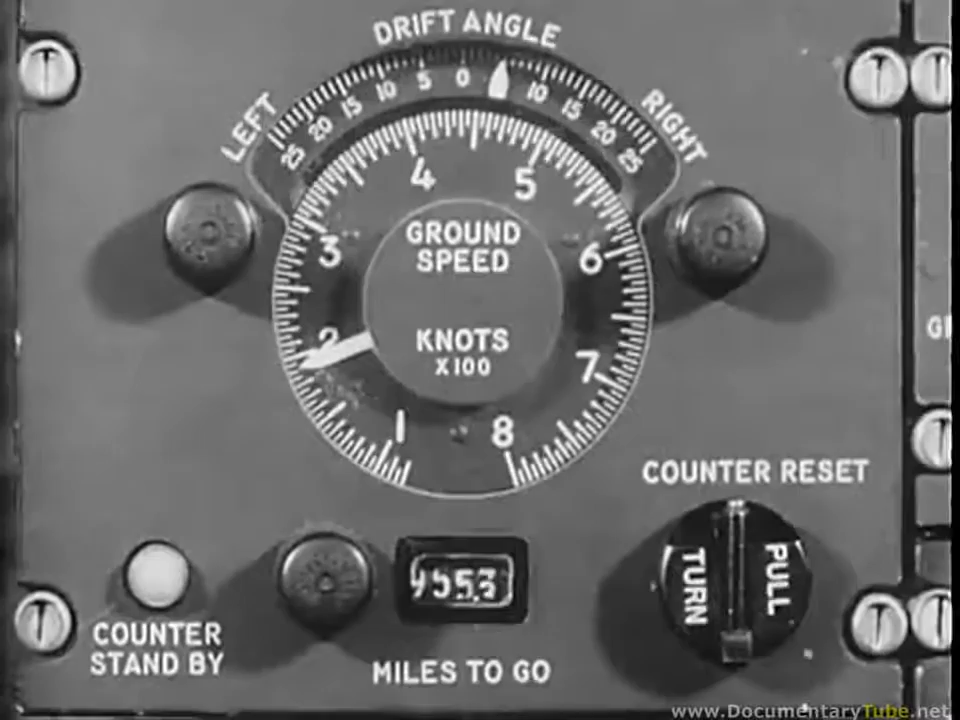 DRIFT ANGLE
LEFT
25 20 15 10 5 0 10 15 20 25
RIGHT
1 2 3 4 5 6 7 8
GROUND
SPEED
KNOTS
X100
COUNTER RESET
TURN
PULL
COUNTER
STAND BY
MILES TO GO
www.DocumentaryTube.net